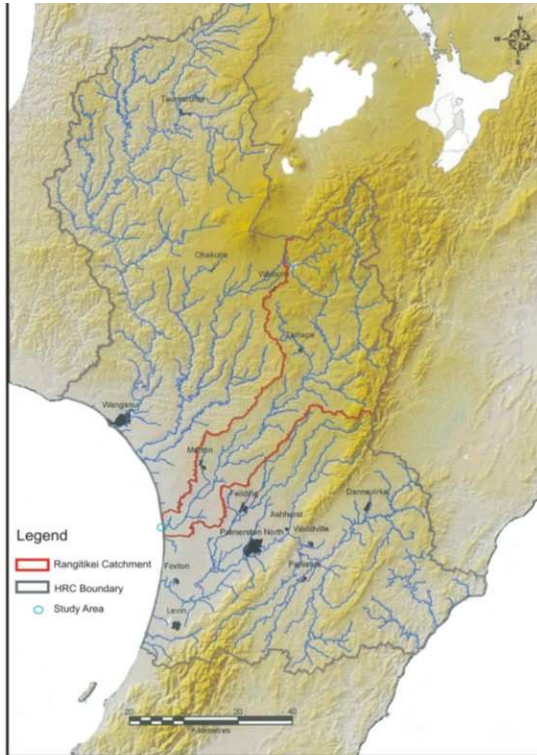 N
W
S
Taumarunui
Ohakune
Waiouru
Taihape
Wanganui
Marton
Feilding
Ashhurst
Dannevirke
Woodville
Palmerston North
Pahiatua
Foxton
Levin
Legend
Rangitikei Catchment
HRC Boundary
Study Area
20
0
20
40
Kilometres